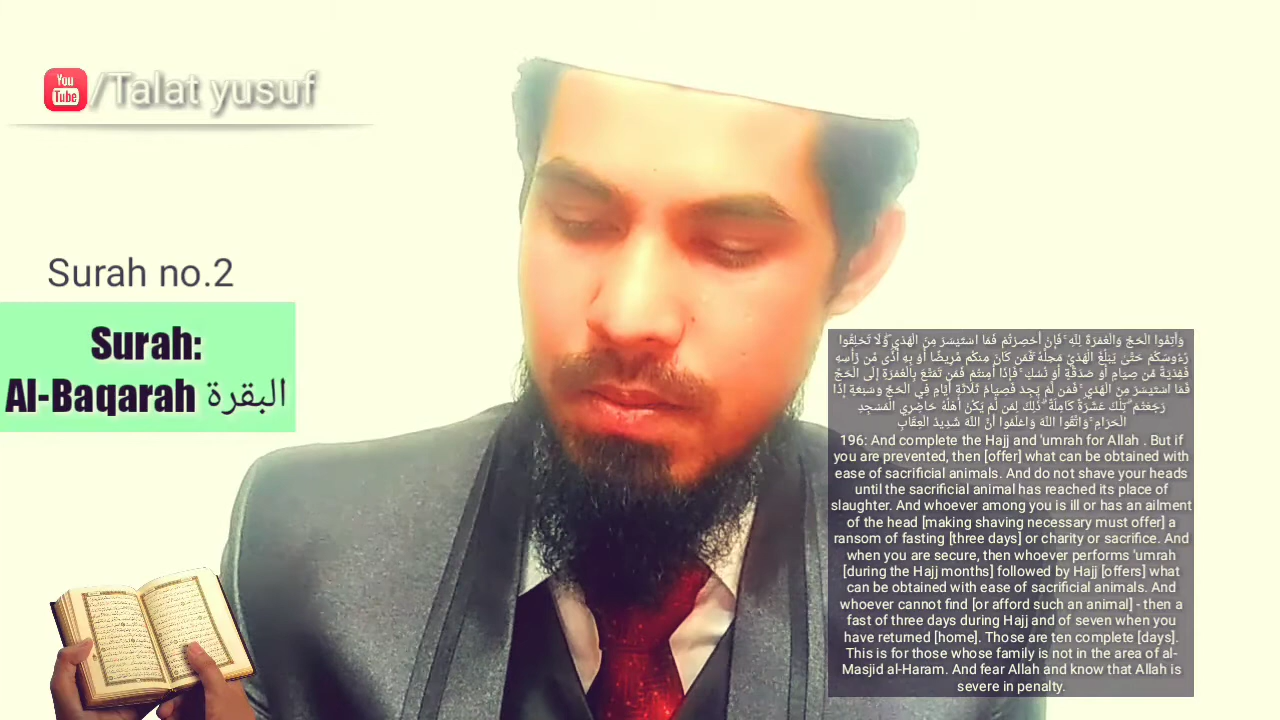 You
Tube
/Talat yusuf
Surah no.2
Surah:
Al-Baqarah البقرة
وَأَتِمُّوا الْحَجَّ وَالْعُمْرَةَ لِلَّهِ ۚ فَإِنْ أُحْصِرْتُمْ فَمَا اسْتَيْسَرَ مِنَ الْهَدْيِ ۖ وَلَا تَحْلِقُوا
رُءُوسَكُمْ حَتَّىٰ يَبْلُغَ الْهَدْيُ مَحِلَّهُ ۚ فَمَن كَانَ مِنكُم مَّرِيضًا أَوْ بِهِ أَذًى مِّن رَّأْسِهِ
فَفِدْيَةٌ مِّن صِيَامٍ أَوْ صَدَقَةٍ أَوْ نُسُكٍ ۚ فَإِذَا أَمِنتُمْ فَمَن تَمَتَّعَ بِالْعُمْرَةِ إِلَى الْحَجِّ
فَمَا اسْتَيْسَرَ مِنَ الْهَدْيِ ۚ فَمَن لَّمْ يَجِدْ فَصِيَامُ ثَلَاثَةِ أَيَّامٍ فِي الْحَجِّ وَسَبْعَةٍ إِذَا
رَجَعْتُمْ ۗ تِلْكَ عَشَرَةٌ كَامِلَةٌ ۗ ذَٰلِكَ لِمَن لَّمْ يَكُنْ أَهْلُهُ حَاضِرِي الْمَسْجِدِ
الْحَرَامِ ۚ وَاتَّقُوا اللَّهَ وَاعْلَمُوا أَنَّ اللَّهَ شَدِيدُ الْعِقَابِ
196: And complete the Hajj and 'umrah for Allah . But if
you are prevented, then [offer] what can be obtained with
ease of sacrificial animals. And do not shave your heads
until the sacrificial animal has reached its place of
slaughter. And whoever among you is ill or has an ailment
of the head [making shaving necessary must offer] a
ransom of fasting [three days] or charity or sacrifice. And
when you are secure, then whoever performs 'umrah
[during the Hajj months] followed by Hajj [offers] what
can be obtained with ease of sacrificial animals. And
whoever cannot find [or afford such an animal] - then a
fast of three days during Hajj and of seven when you
have returned [home]. Those are ten complete [days].
This is for those whose family is not in the area of al-
Masjid al-Haram. And fear Allah and know that Allah is
severe in penalty.